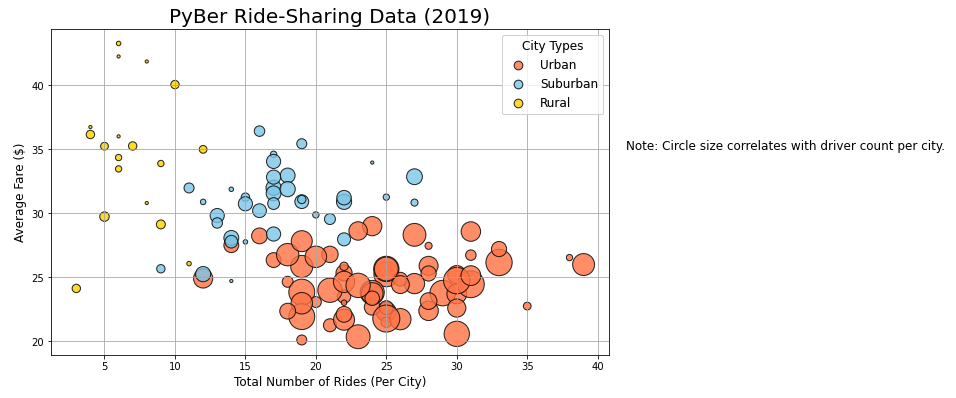 PyBer Ride-Sharing Data (2019)
City Types
Urban
Suburban
Rural
Note: Circle size correlates with driver count per city.
Average Fare ($)
40
35
30
25
20
5 10 15 20 25 30 35 40
Total Number of Rides (Per City)